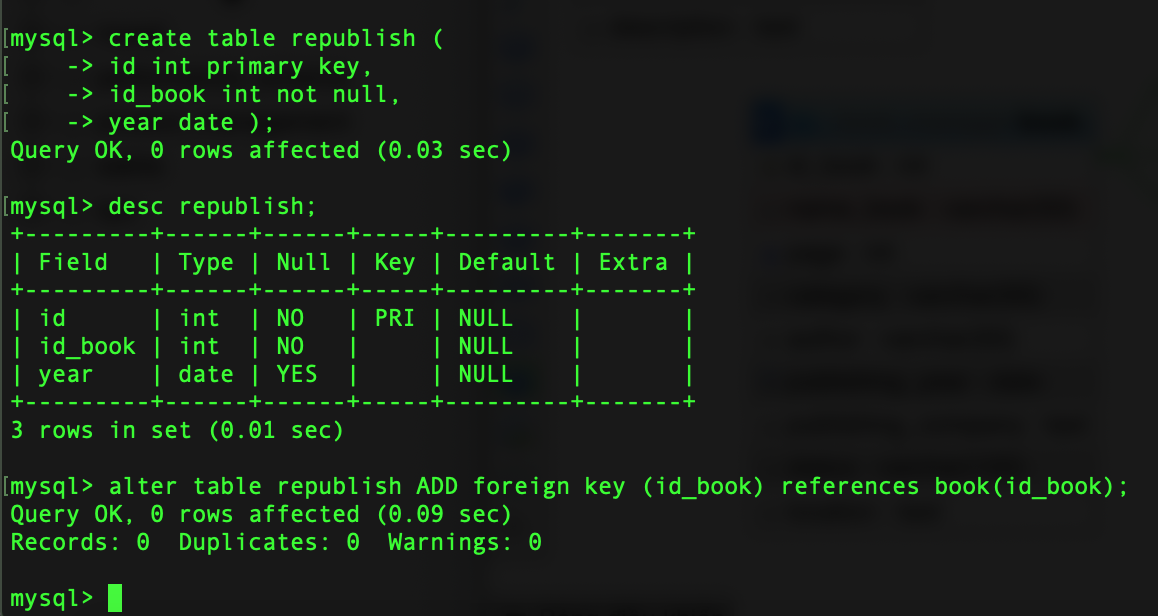 [mysql> create table republish (
[    -> id int primary key,
[    -> id_book int not null,
[    -> year date );
Query OK, 0 rows affected (0.03 sec)
[mysql> desc republish;
+---------+------+------+-----+---------+-------+
| Field   | Type | Null | Key | Default | Extra |
+---------+------+------+-----+---------+-------+
| id      | int  | NO   | PRI | NULL    |       |
| id_book | int  | NO   |     | NULL    |       |
| year    | date | YES  |     | NULL    |       |
+---------+------+------+-----+---------+-------+
3 rows in set (0.01 sec)
[mysql> alter table republish ADD foreign key (id_book) references book(id_book);
Query OK, 0 rows affected (0.09 sec)
Records: 0  Duplicates: 0  Warnings: 0
mysql>